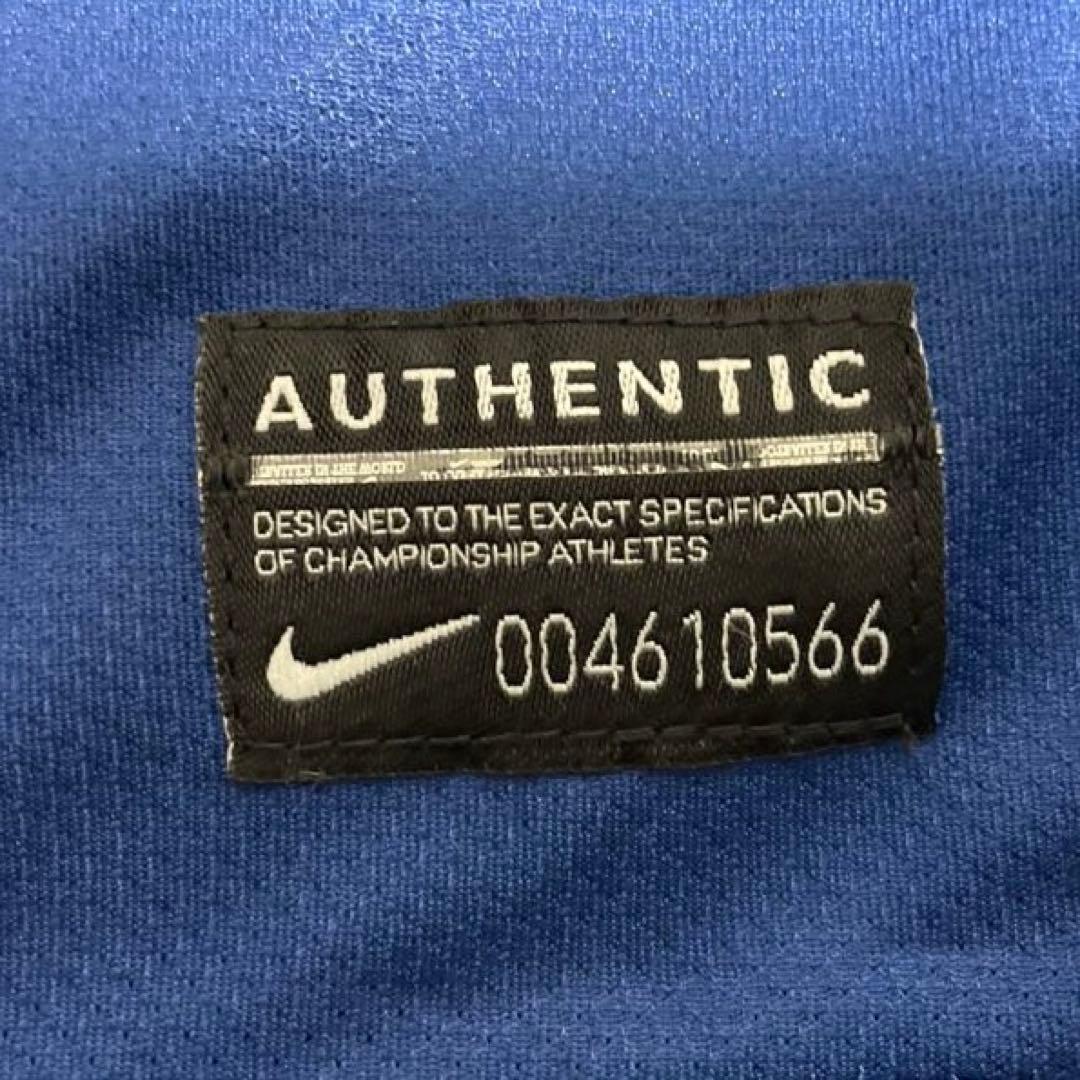 AUTHENTIC
DESIGNED TO THE EXACT SPECIFICATIONS
OF CHAMPIONSHIP ATHLETES
004610566